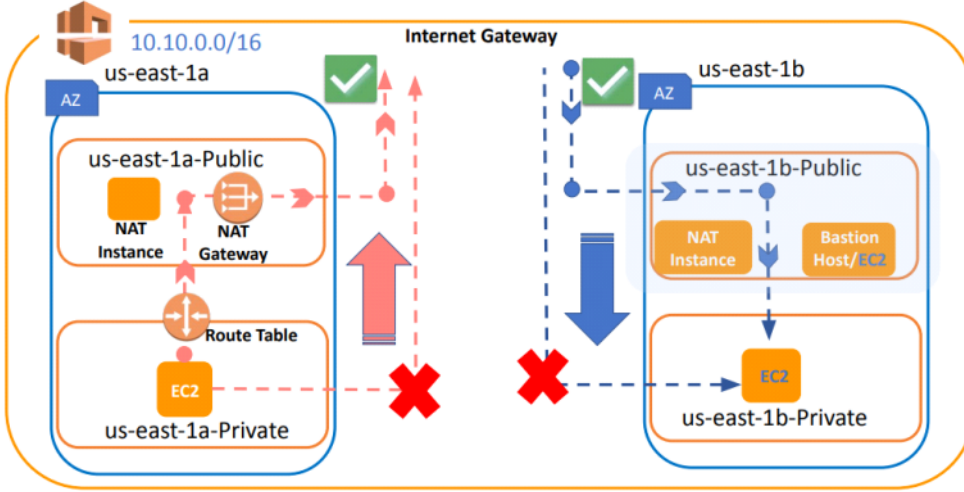 10.10.0.0/16
Internet Gateway
us-east-1a
AZ
us-east-1a-Public
NAT
Instance
NAT
Gateway
Route Table
EC2
us-east-1a-Private
us-east-1b
AZ
us-east-1b-Public
NAT
Instance
Bastion
Host/EC2
EC2
us-east-1b-Private